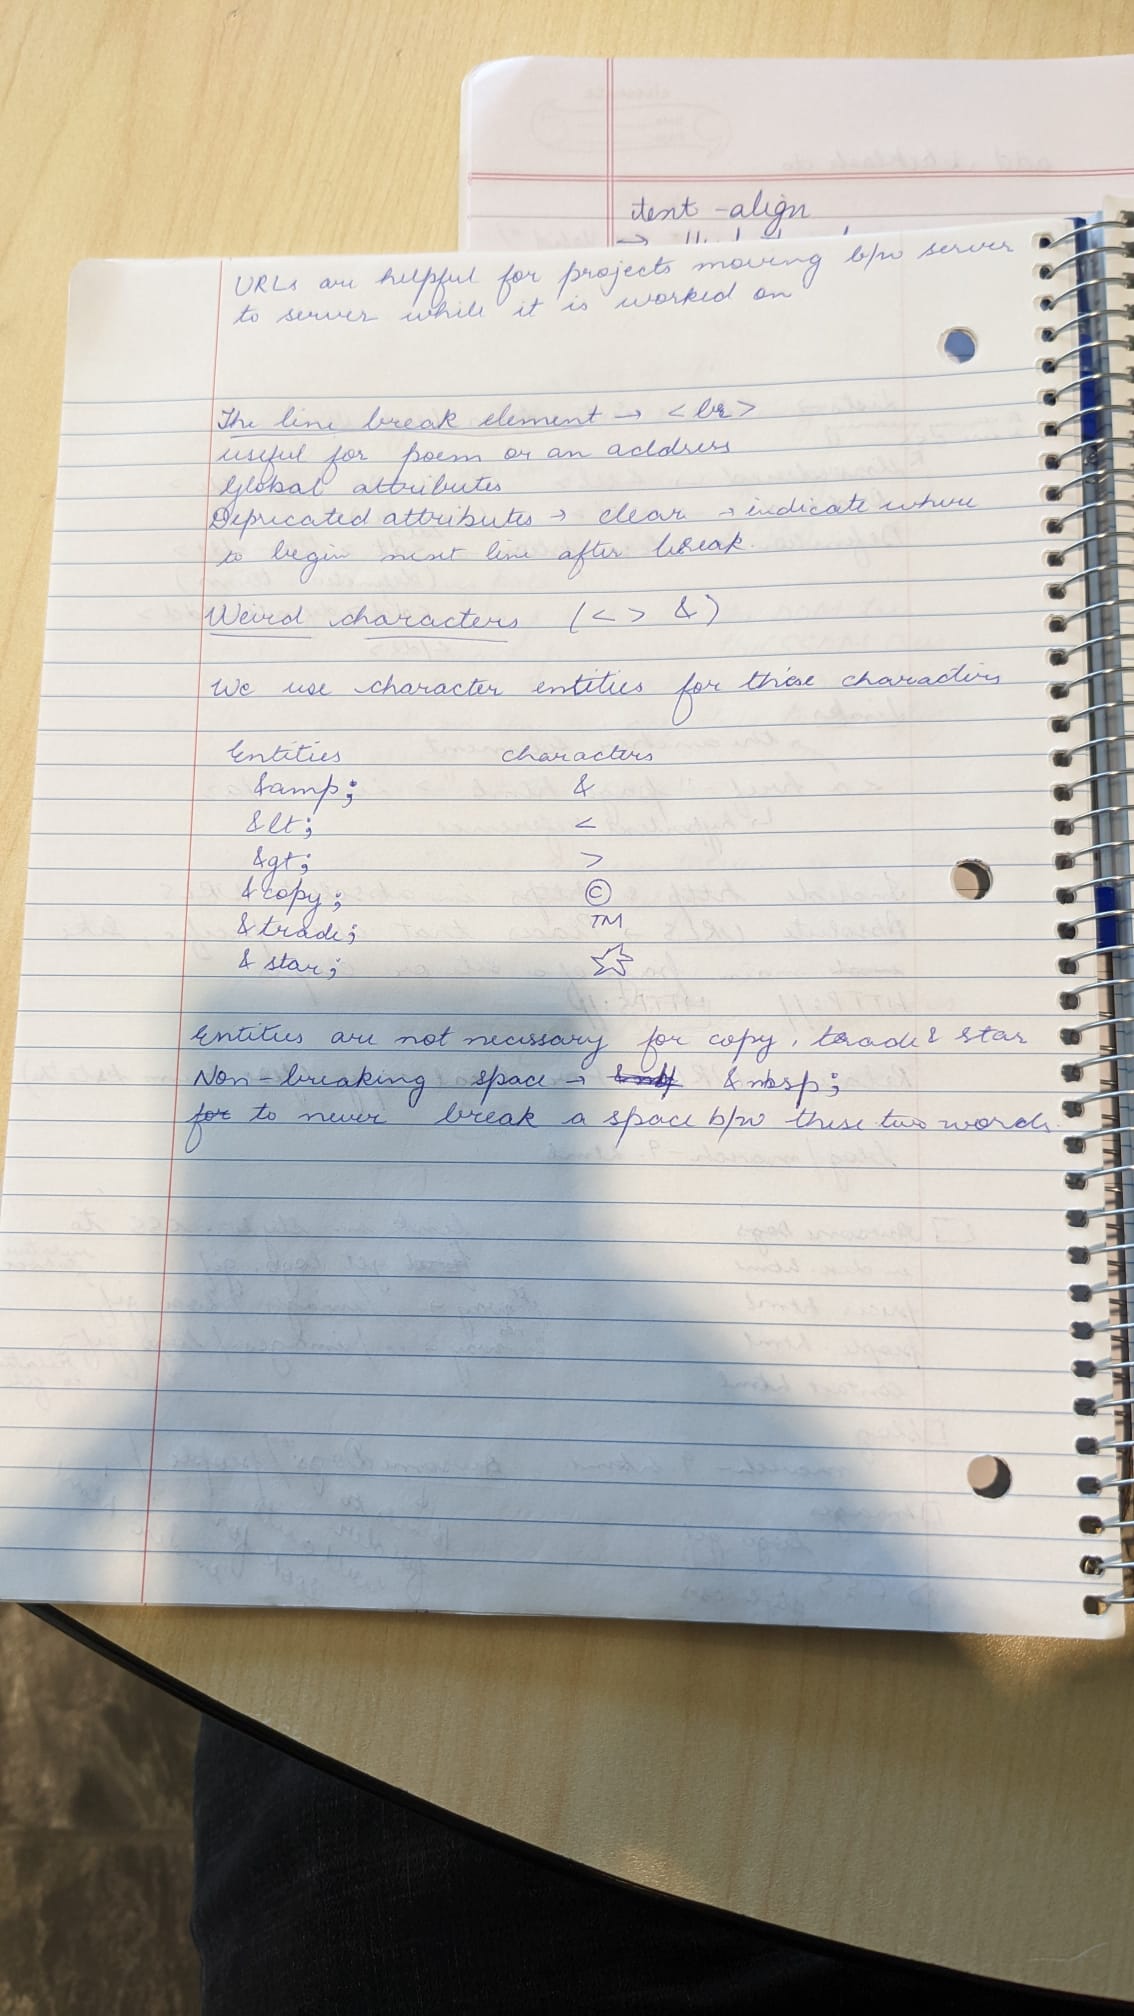 text-align
URLs are helpful for projects moving b/w server
to server while it is worked on
The line break element → <br>
useful for poem or an address
Global attributes
Depricated attributes → clear → indicate where
to begin next line after break.
Weird characters (< > &)
We use character entities for these characters
Entities characters
&amp; &
&lt; <
&gt; >
&copy; ©
&trade; TM
&star; ☆
Entities are not necessary for copy, trade & star
Non-breaking space → &nbsp;
for to never break a space b/w these two words.